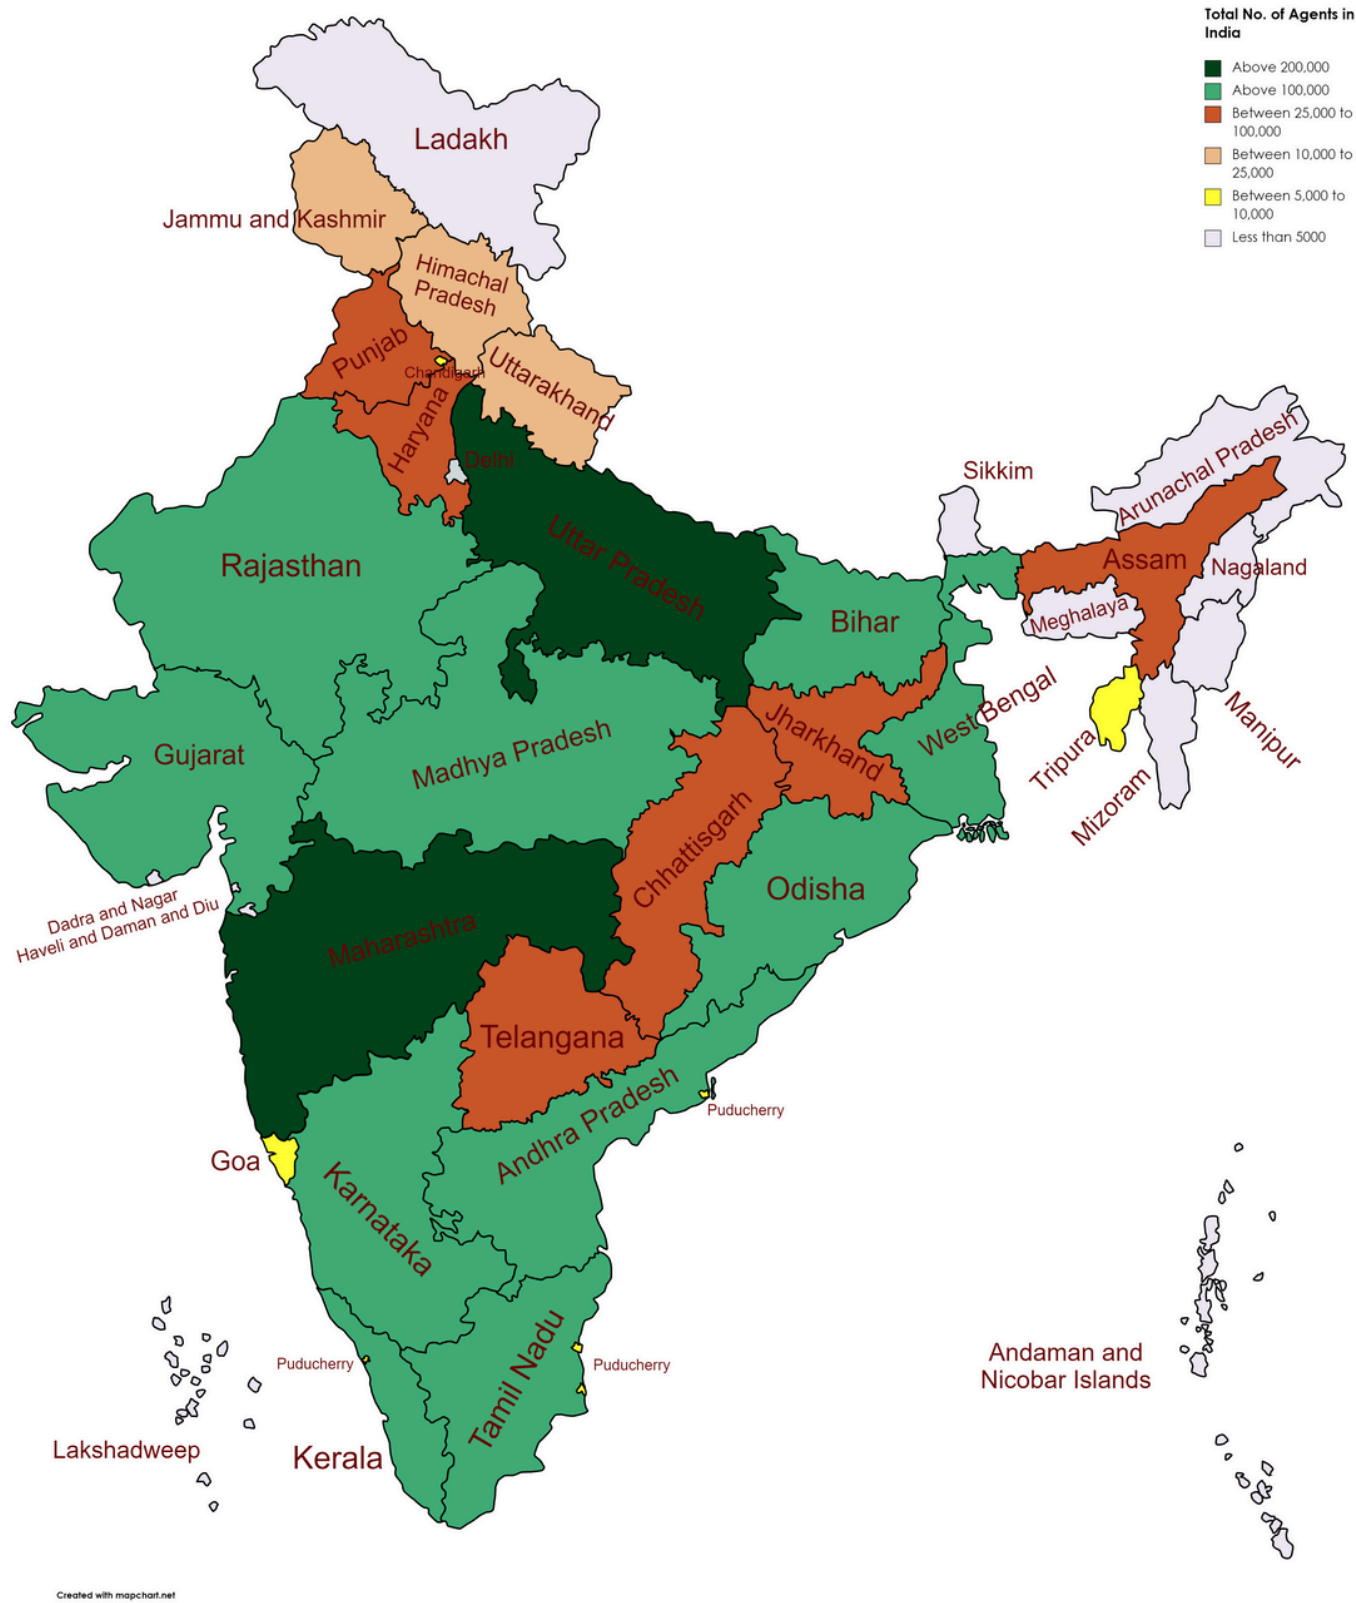 Total No. of Agents in
India
Above 200,000
Above 100,000
Between 25,000 to
100,000
Between 10,000 to
25,000
Between 5,000 to
10,000
Less than 5000
Ladakh
Jammu and Kashmir
Himachal
Pradesh
Punjab
Chandigarh
Uttarakhand
Haryana
Delhi
Sikkim
Arunachal Pradesh
Uttar Pradesh
Rajasthan
Assam
Nagaland
Bihar
Meghalaya
West Bengal
Manipur
Jharkhand
Tripura
Gujarat
Madhya Pradesh
Mizoram
Chhattisgarh
Odisha
Dadra and Nagar
Haveli and Daman and Diu
Maharashtra
Telangana
Andhra Pradesh
Puducherry
Goa
Karnataka
Tamil Nadu
Puducherry
Puducherry
Andaman and
Nicobar Islands
Lakshadweep
Kerala
Created with mapchart.net